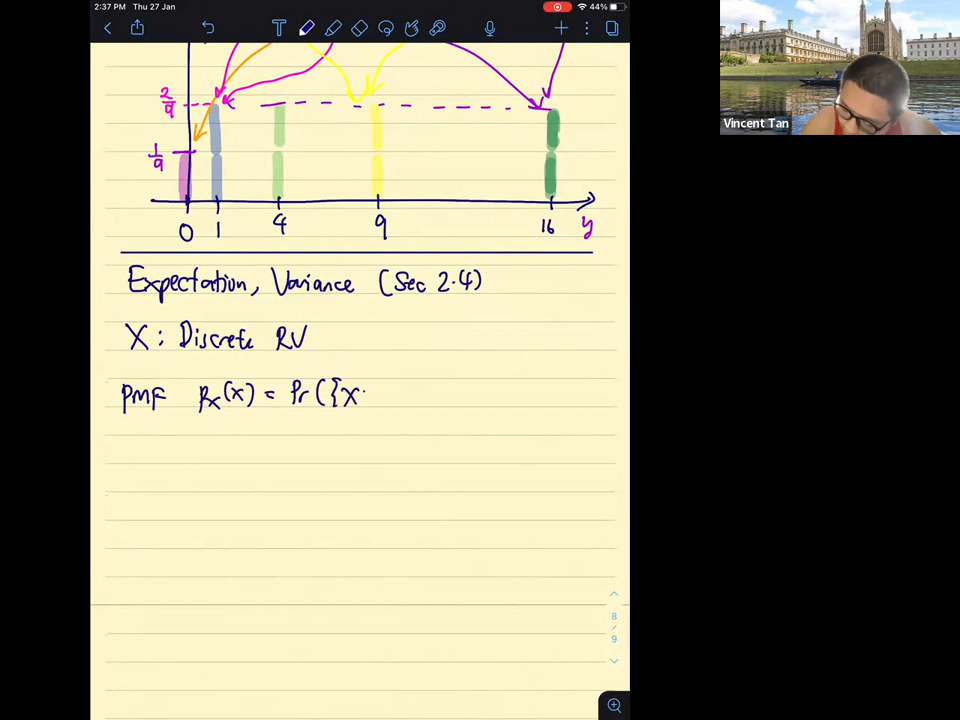 2:37 PM Thu 27 Jan
44%
Vincent Tan
2/9
1/9
0 1 4 9 16 y
Expectation, Variance (Sec 2.4)
X: Discrete RV
PMF Px(x) = Pr({X
8
/
9